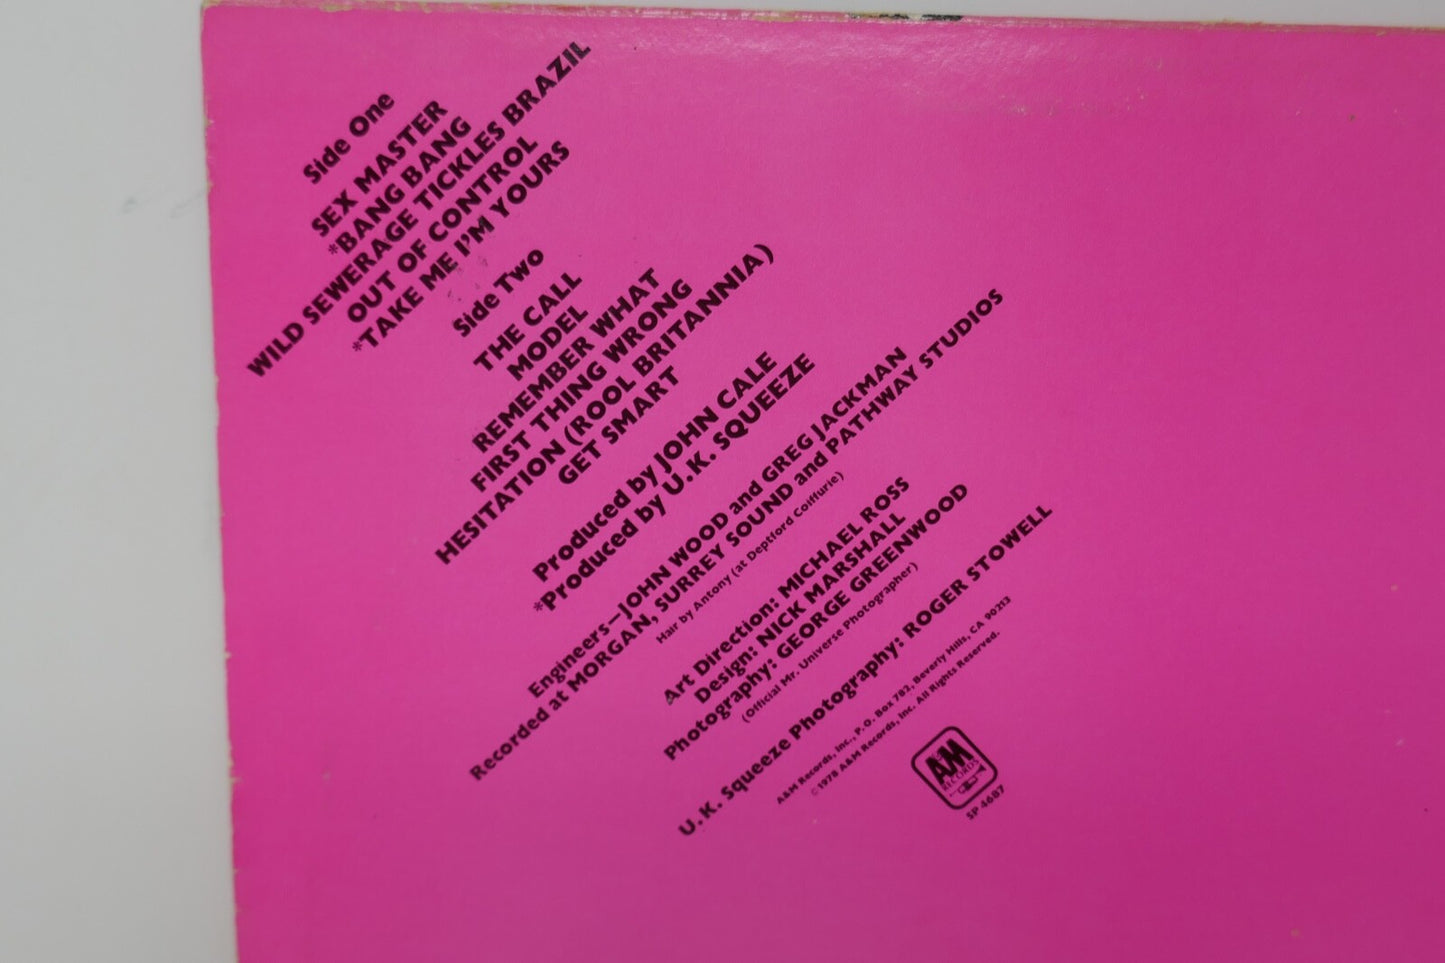 Side One
SEX MASTER
*BANG BANG
WILD SEWERAGE TICKLES BRAZIL
OUT OF CONTROL
*TAKE ME I'M YOURS
Side Two
THE CALL
MODEL
REMEMBER WHAT
FIRST THING WRONG
HESITATION (ROOL BRITANNIA)
GET SMART
Produced by JOHN CALE
*Produced by U.K. SQUEEZE
Engineers—JOHN WOOD and GREG JACKMAN
Recorded at MORGAN, SURREY SOUND and PATHWAY STUDIOS
Hair by Antony (at Deptford Coiffurie)
Art Direction: MICHAEL ROSS
Design: NICK MARSHALL
Photography: GEORGE GREENWOOD
(Official Mr. Universe Photographer)
U.K. Squeeze Photography: ROGER STOWELL
A&M Records, Inc., P.O. Box 782, Beverly Hills, CA 90213
©1978 A&M Records, Inc. All Rights Reserved.
A&M
RECORDS
SP 4687